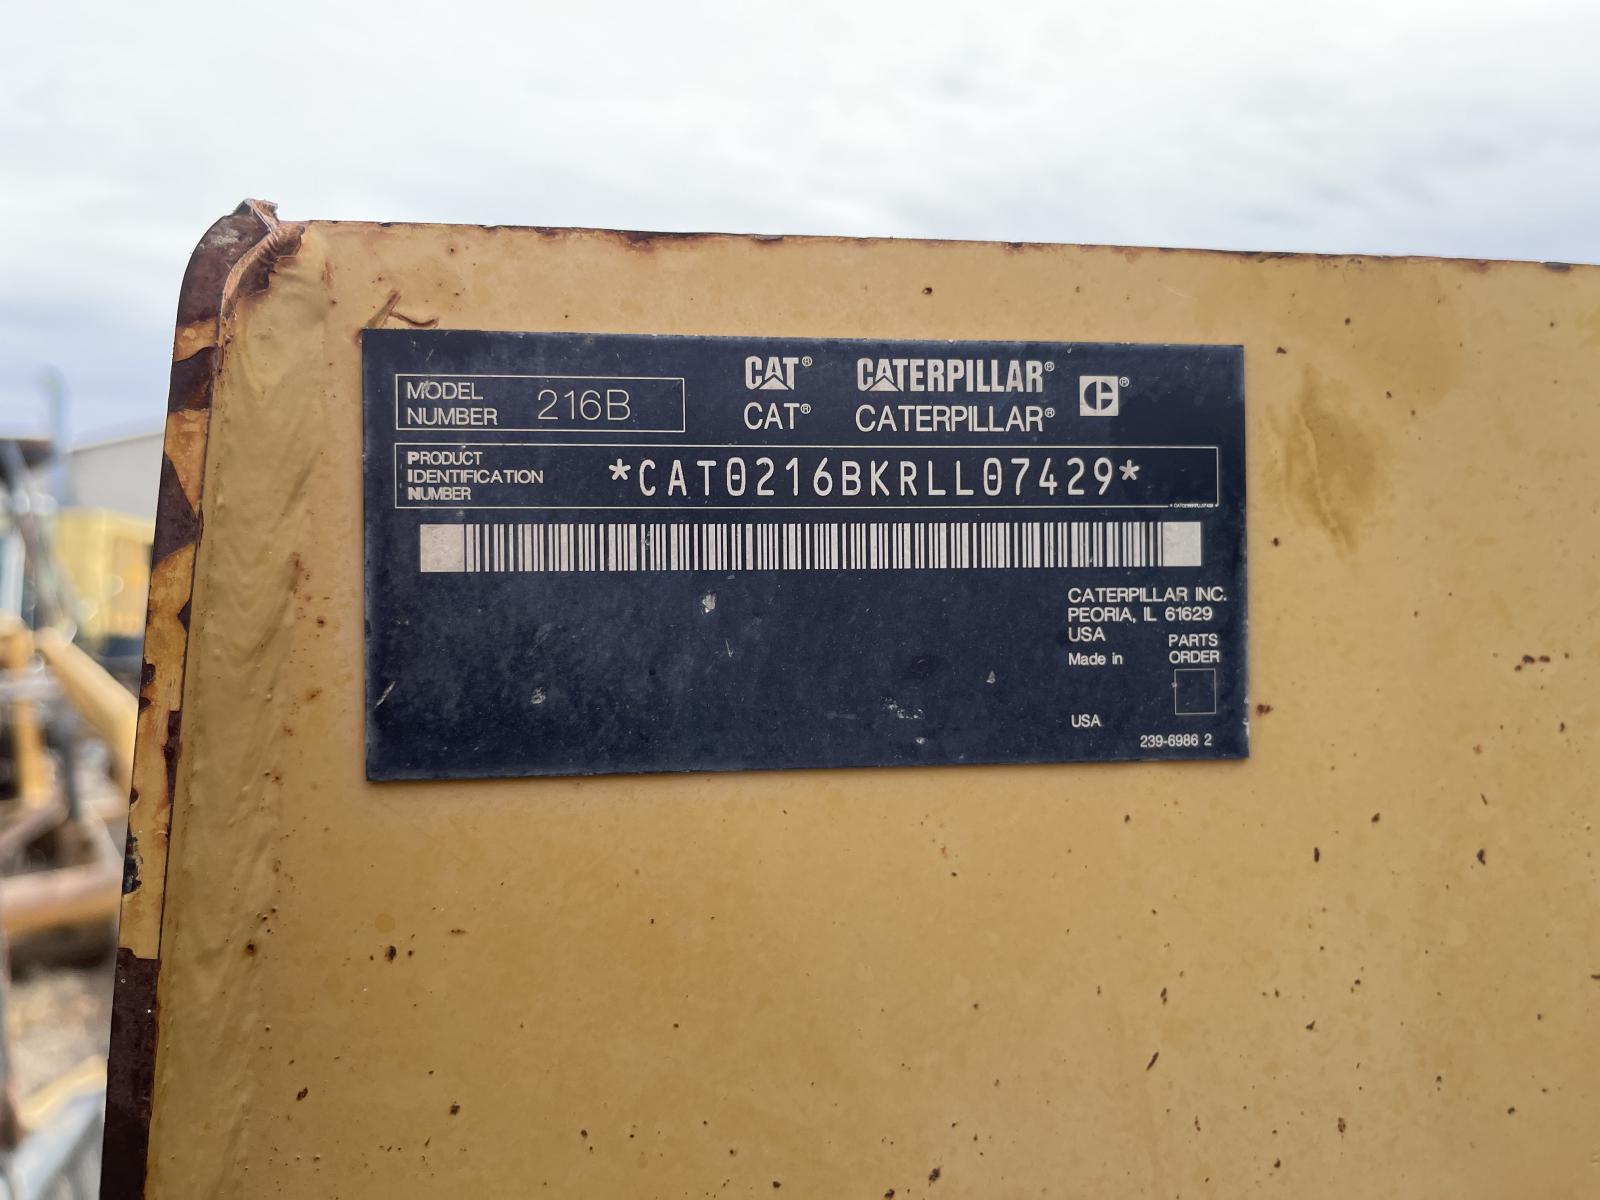 MODEL NUMBER 216B
CAT® CATERPILLAR® C®
CAT® CATERPILLAR®
PRODUCT IDENTIFICATION NUMBER *CAT0216BKRLL07429*
CATERPILLAR INC.
PEORIA, IL 61629
USA
PARTS ORDER
Made in
USA
239-6986 2